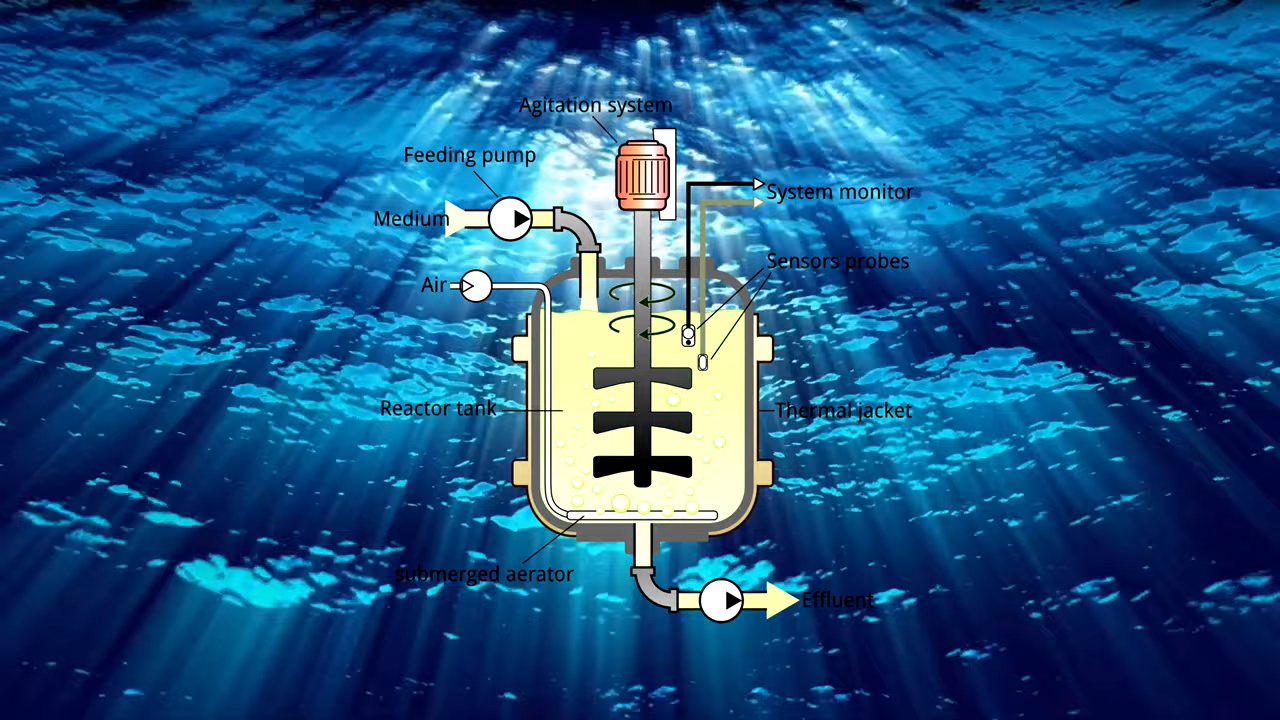 Agitation system
Feeding pump
System monitor
Medium
Sensors probes
Air
Reactor tank
Thermal jacket
submerged aerator
Effluent